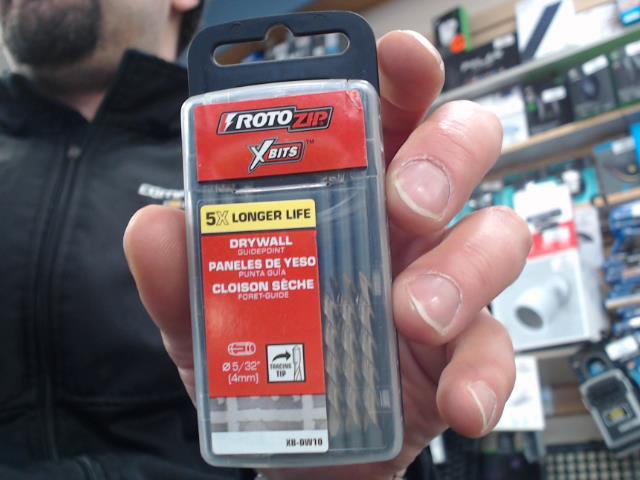 ROTOZIP
XBITS™
5X LONGER LIFE
DRYWALL
GUIDEPOINT
PANELES DE YESO
PUNTA GUÍA
CLOISON SÈCHE
FORET-GUIDE
Ø 5/32"
(4mm)
TRACING
TIP
XB-DW10